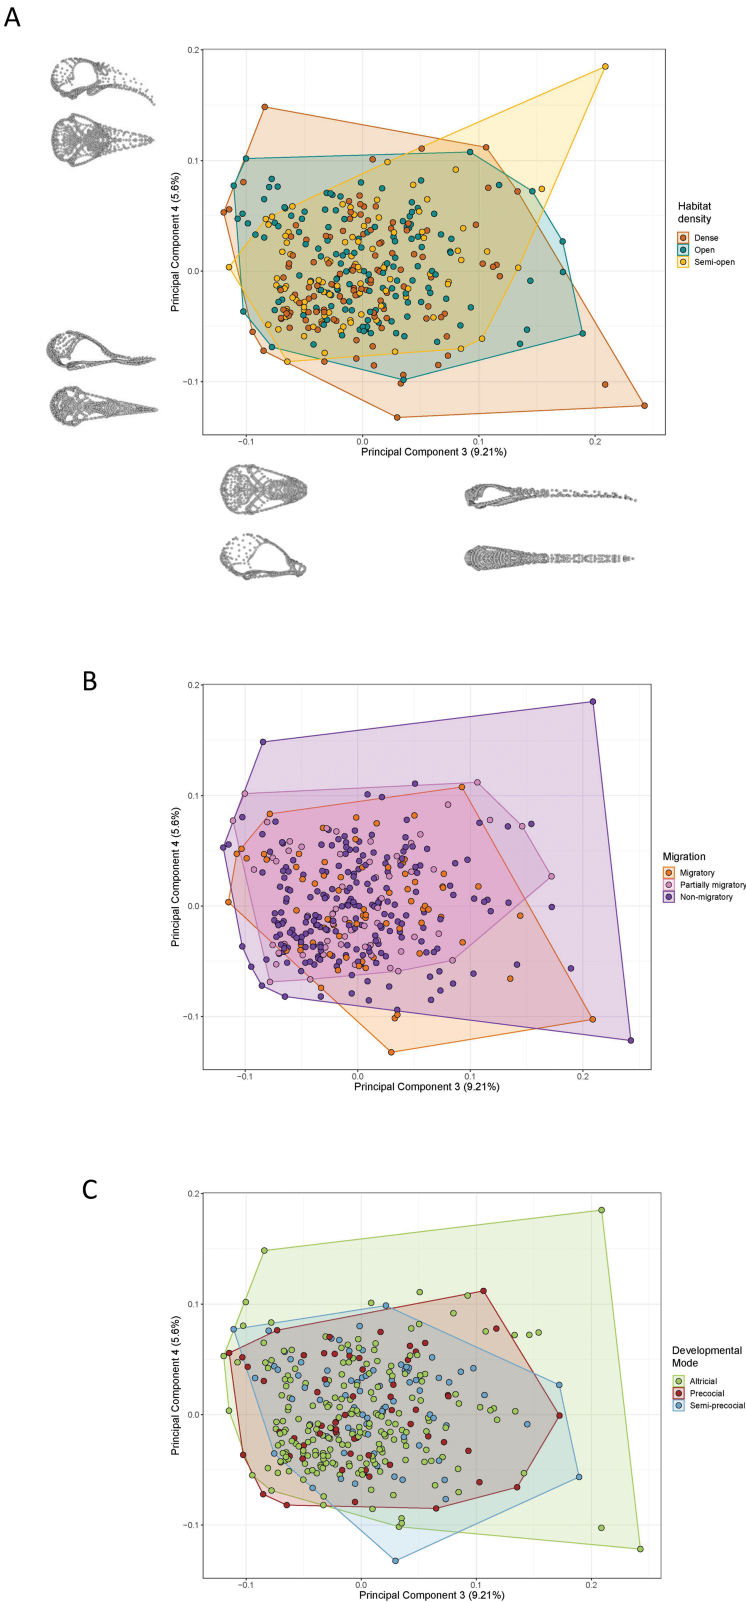 A
0.2
0.1
0.0
−0.1
Principal Component 4 (5.6%)
−0.1
0.0
0.1
0.2
Principal Component 3 (9.21%)
Habitat
density
Dense
Open
Semi-open
B
0.2
0.1
0.0
−0.1
Principal Component 4 (5.6%)
−0.1
0.0
0.1
0.2
Principal Component 3 (9.21%)
Migration
Migratory
Partially migratory
Non-migratory
C
0.2
0.1
0.0
−0.1
Principal Component 4 (5.6%)
−0.1
0.0
0.1
0.2
Principal Component 3 (9.21%)
Developmental
Mode
Altricial
Precocial
Semi-precocial